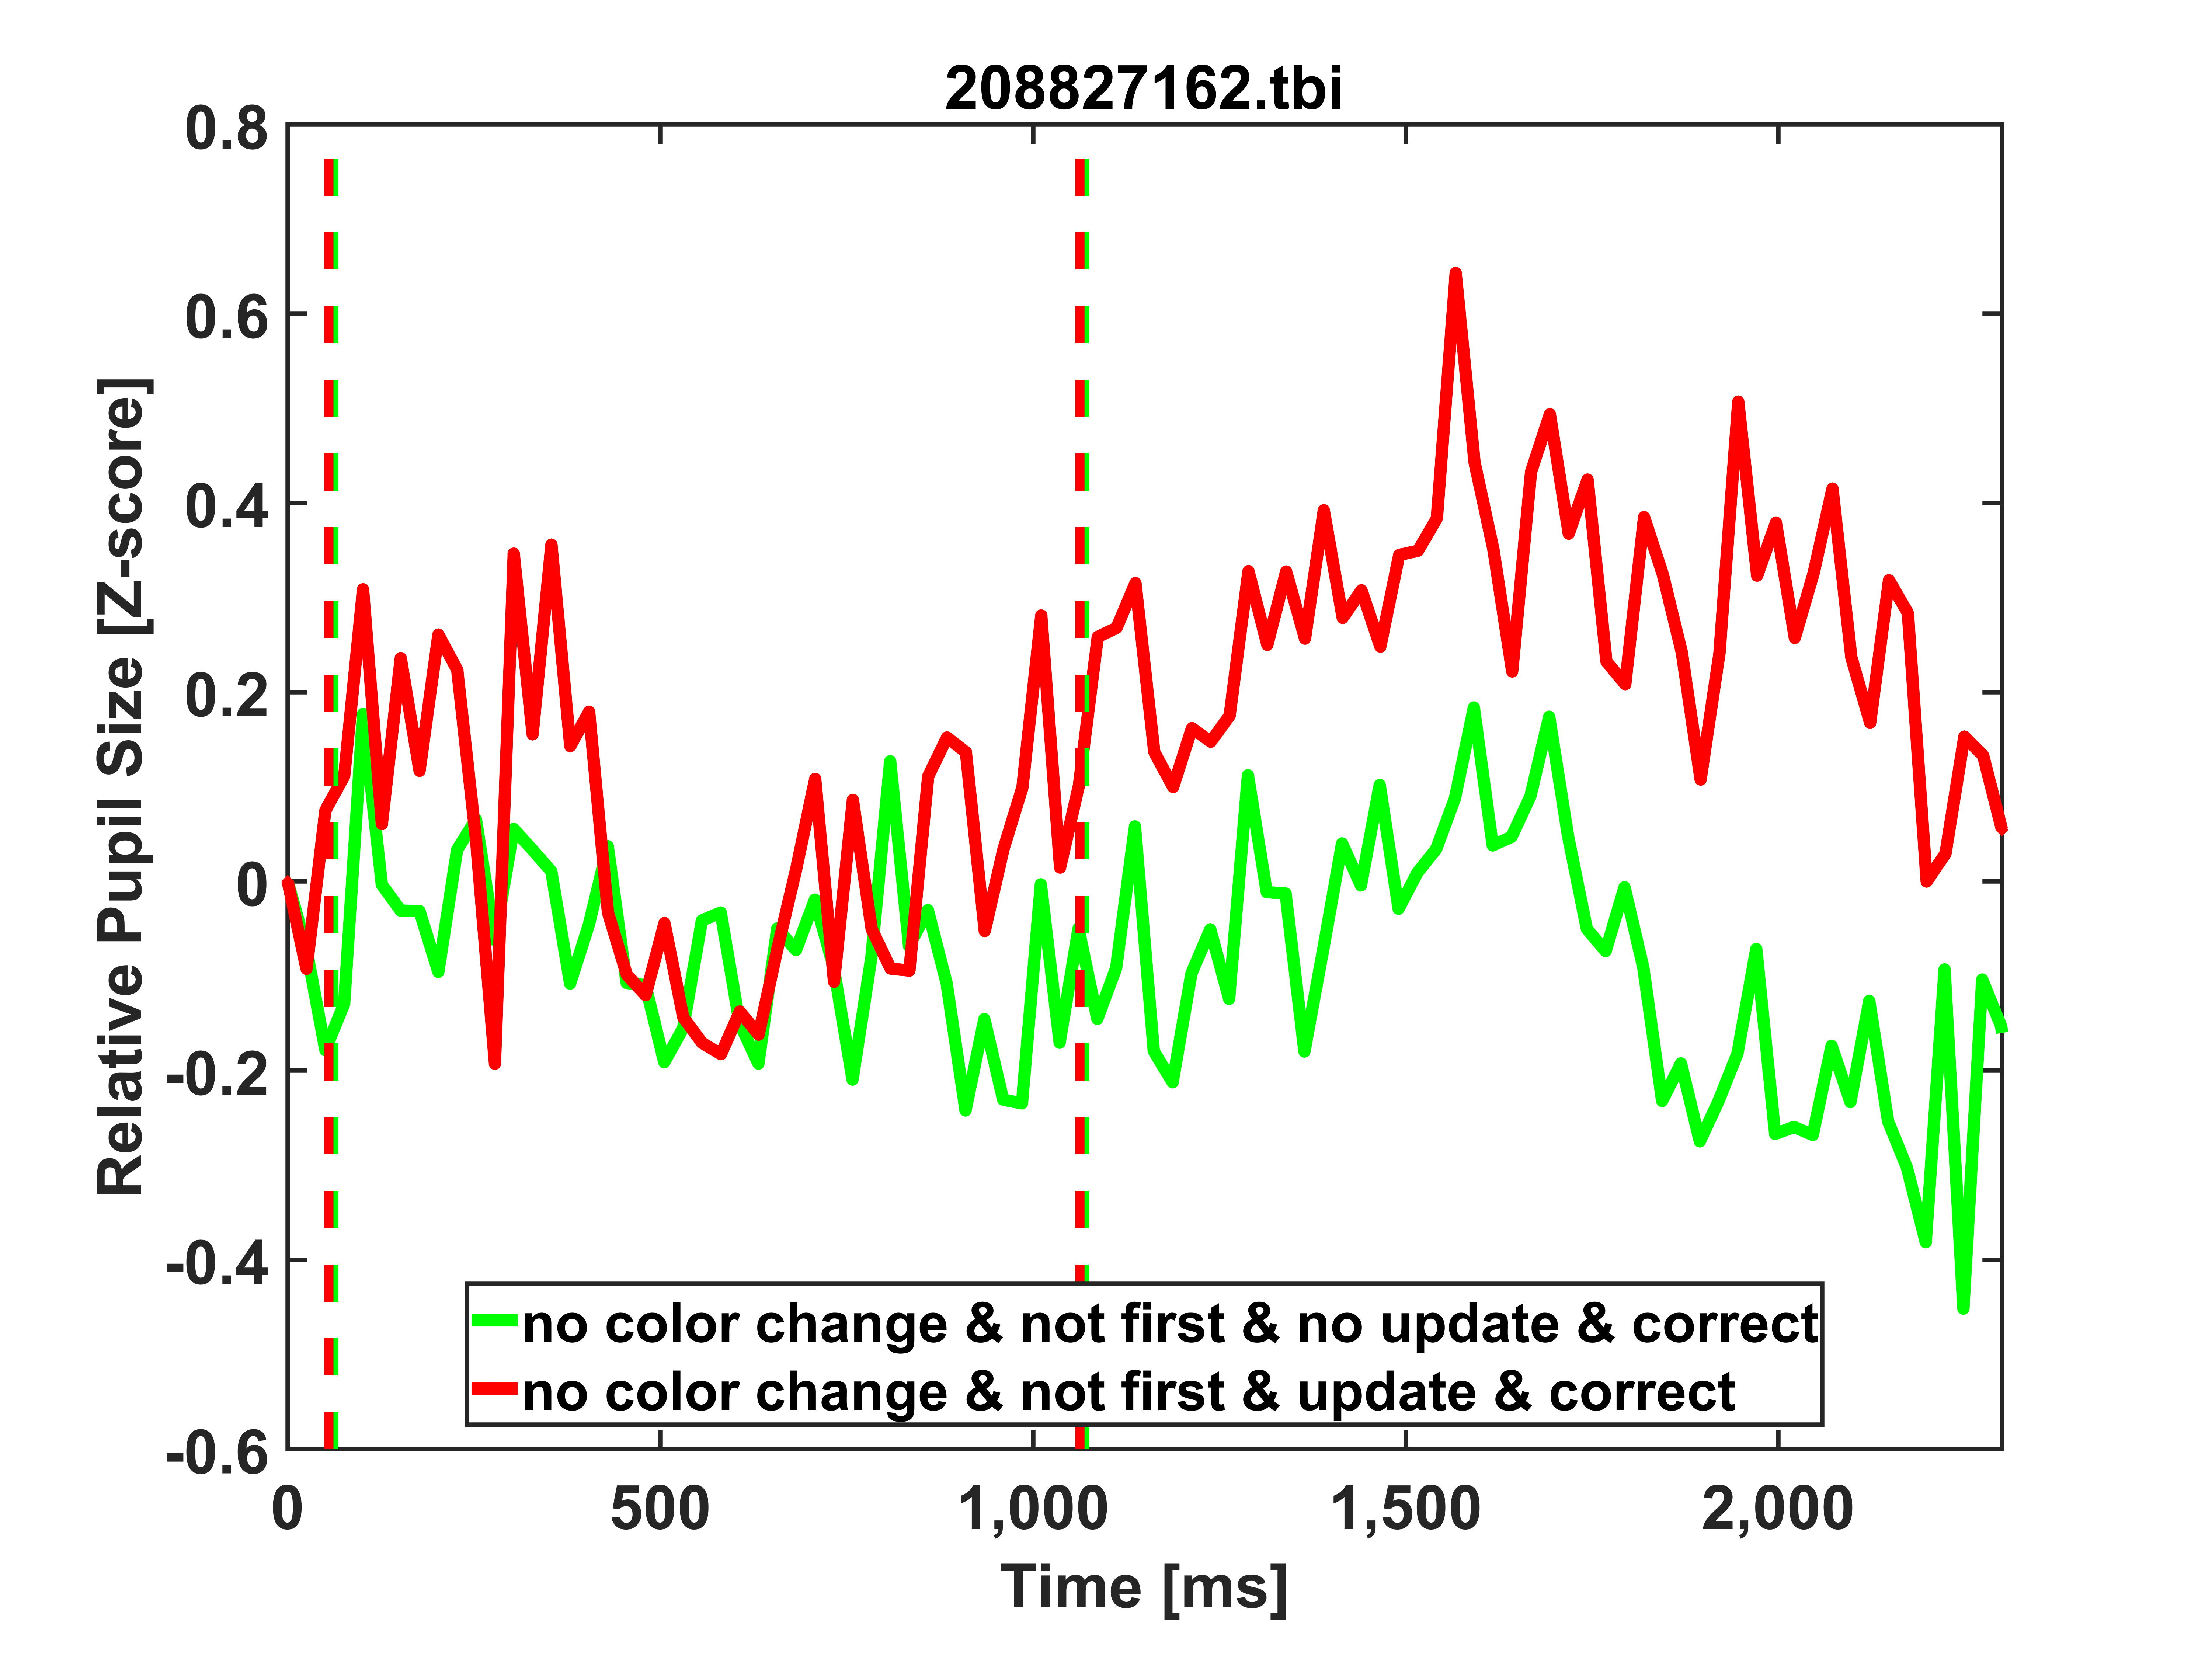 208827162.tbi
0.8
0.6
0.4
0.2
0
-0.2
-0.4
-0.6
Relative Pupil Size [Z-score]
no color change & not first & no update & correct
no color change & not first & update & correct
0 500 1,000 1,500 2,000
Time [ms]